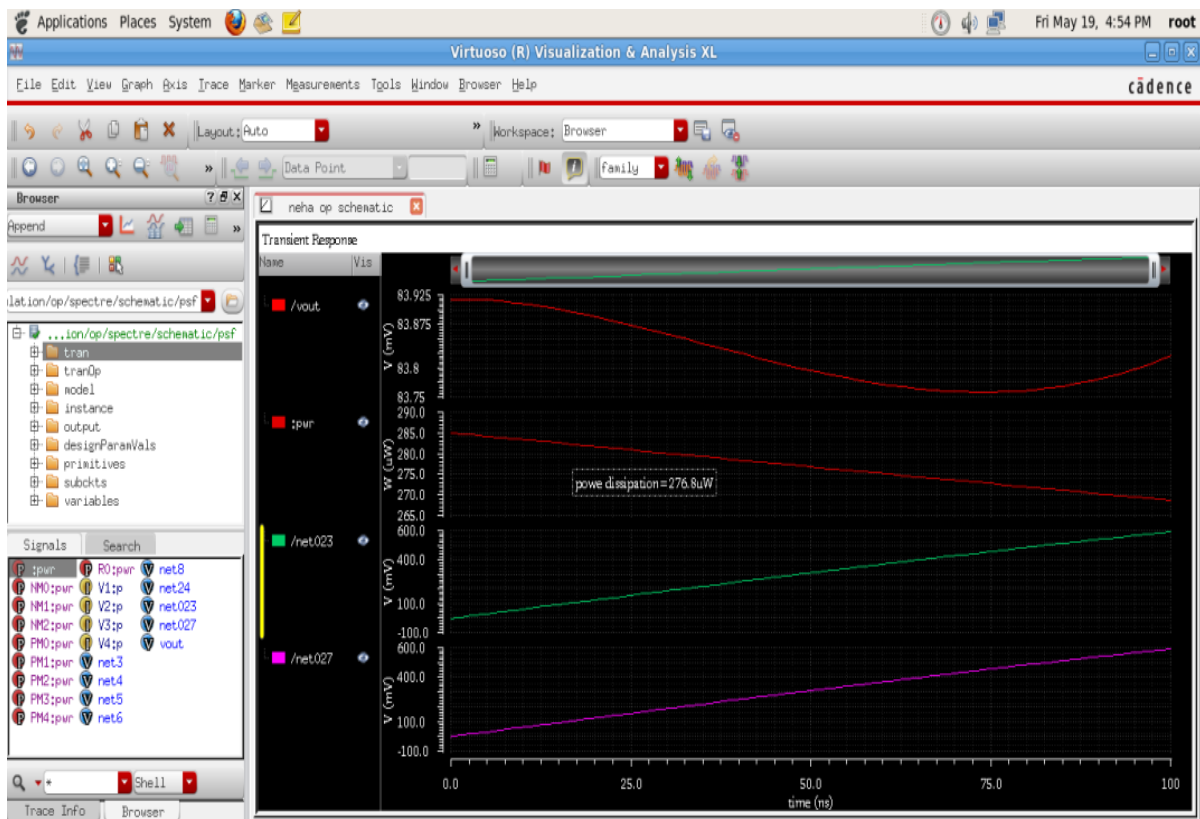 Applications Places System Fri May 19, 4:54 PM root
Virtuoso (R) Visualization & Analysis XL
File Edit View Graph Axis Trace Marker Measurements Tools Window Browser Help cādence
Layout: Auto » Workspace: Browser
» Data Point family
Browser ? X
neha op schematic
Append »
Transient Response
Name Vis
lation/op/spectre/schematic/psf
...ion/op/spectre/schematic/psf
tran
tranOp
model
instance
output
designParamVals
primitives
subckts
variables
/vout
83.925
83.875
83.8
83.75
V (mV)
:pwr
290.0
285.0
280.0
275.0
270.0
265.0
W (uW)
powe dissipation=276.8uW
/net023
600.0
400.0
100.0
-100.0
V (mV)
/net027
600.0
400.0
100.0
-100.0
V (mV)
0.0 25.0 50.0 75.0 100
time (ns)
Signals Search
:pwr R0:pwr net8
NM0:pwr V1:p net24
NM1:pwr V2:p net023
NM2:pwr V3:p net027
PM0:pwr V4:p vout
PM1:pwr net3
PM2:pwr net4
PM3:pwr net5
PM4:pwr net6
* Shell
Trace Info Browser